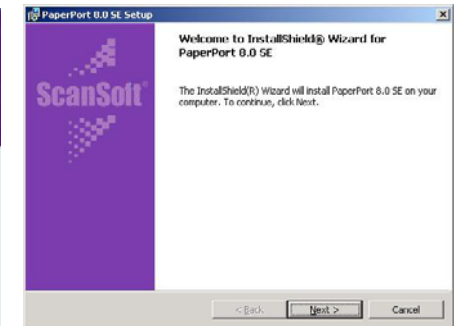 PaperPort 8.0 SE Setup
Welcome to InstallShield® Wizard for
PaperPort 8.0 SE
ScanSoft®
The InstallShield(R) Wizard will install PaperPort 8.0 SE on your
computer. To continue, click Next.
< Back
Next >
Cancel